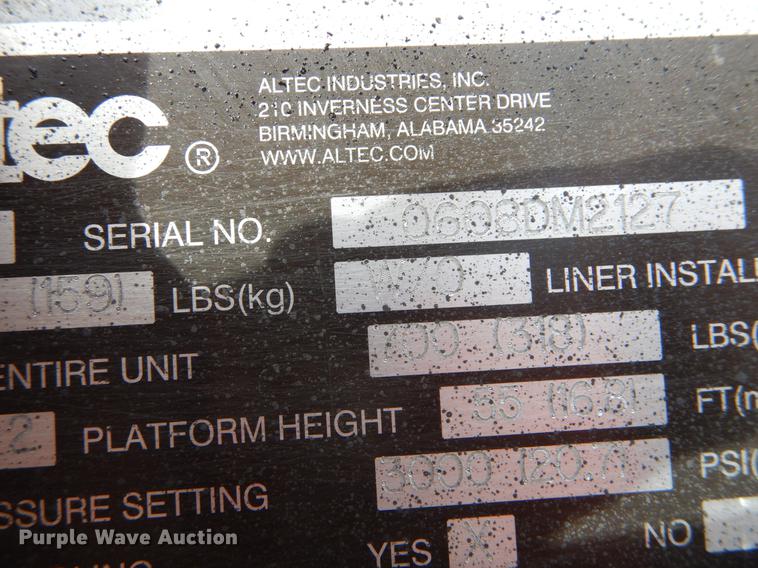 tec ®
ALTEC INDUSTRIES, INC.
210 INVERNESS CENTER DRIVE
BIRMINGHAM, ALABAMA 35242
WWW.ALTEC.COM
SERIAL NO. 0608DM2127
(159) LBS(kg) W/O LINER INSTAL
700 (318) LBS(
ENTIRE UNIT
2 PLATFORM HEIGHT 55 (16.8) FT(m
SSURE SETTING 3000 (20.7) PSI(
YES X NO
Purple Wave Auction